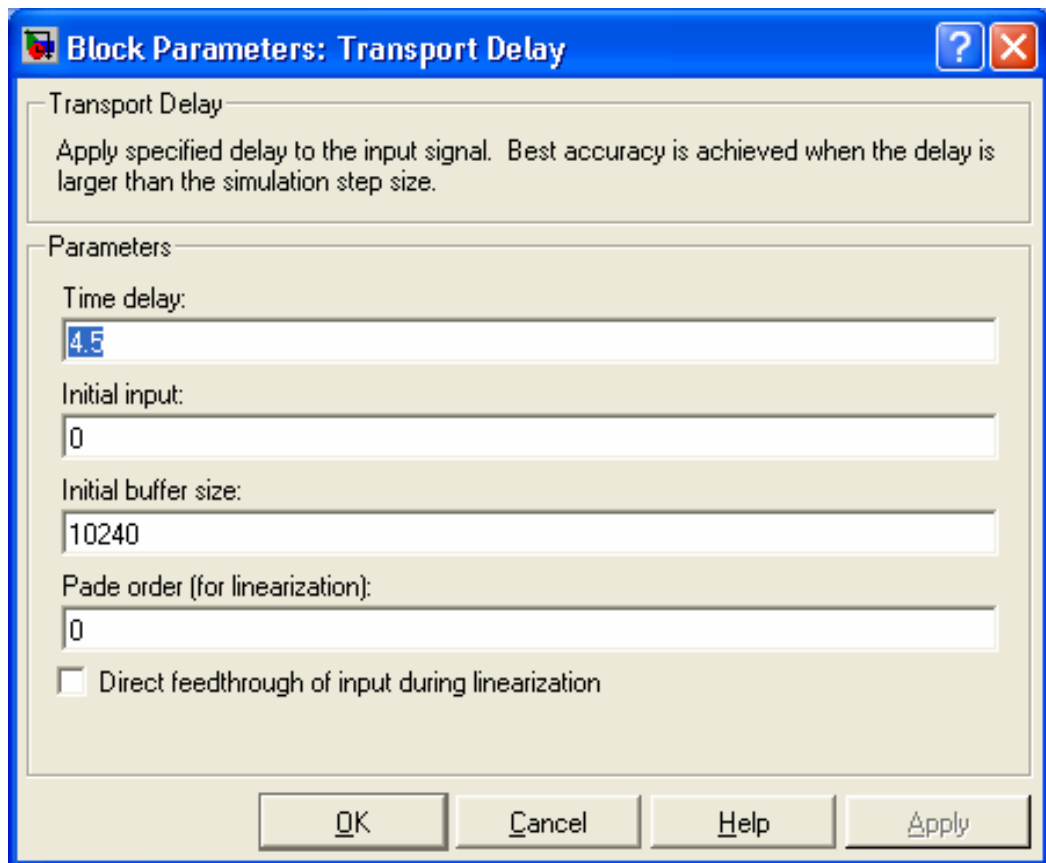 Block Parameters: Transport Delay
Transport Delay
Apply specified delay to the input signal.  Best accuracy is achieved when the delay is
larger than the simulation step size.
Parameters
Time delay:
4.5
Initial input:
0
Initial buffer size:
10240
Pade order (for linearization):
0
Direct feedthrough of input during linearization
OK Cancel Help Apply